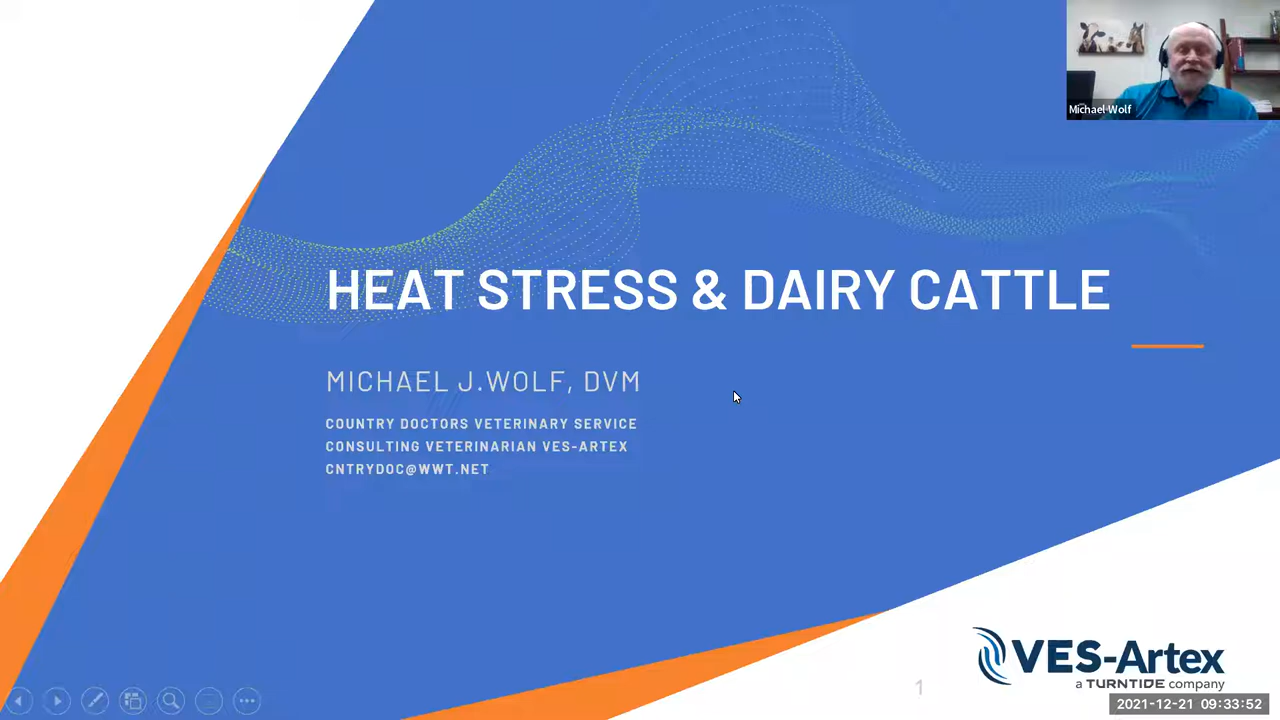 Michael Wolf
HEAT STRESS & DAIRY CATTLE
MICHAEL J.WOLF, DVM
COUNTRY DOCTORS VETERINARY SERVICE
CONSULTING VETERINARIAN VES-ARTEX
CNTRYDOC@WWT.NET
VES-Artex
a TURNTIDE company
1
2021-12-21 09:33:52